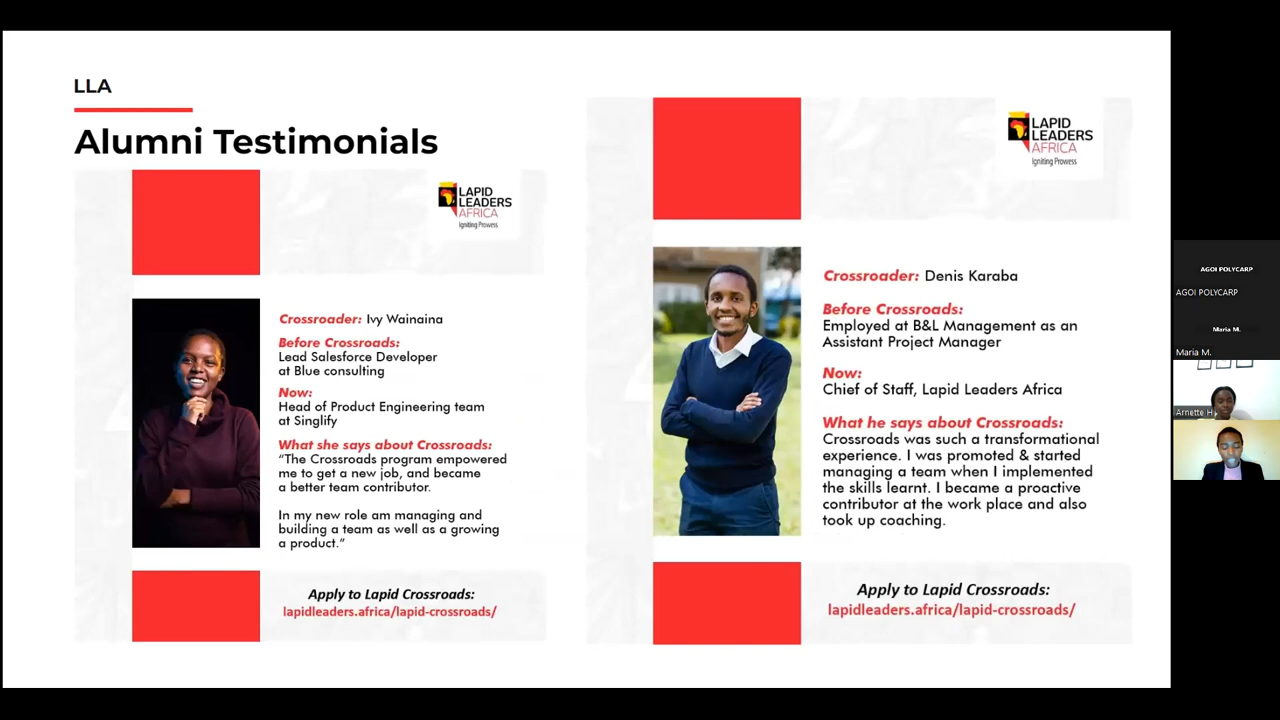 LLA
Alumni Testimonials
LAPID
LEADERS
AFRICA
Igniting Prowess
Crossroader: Ivy Wainaina
Before Crossroads:
Lead Salesforce Developer
at Blue consulting
Now:
Head of Product Engineering team
at Singlify
What she says about Crossroads:
“The Crossroads program empowered
me to get a new job, and became
a better team contributor.
In my new role am managing and
building a team as well as a growing
a product.”
Apply to Lapid Crossroads:
lapidleaders.africa/lapid-crossroads/
LAPID
LEADERS
AFRICA
Igniting Prowess
Crossroader: Denis Karaba
Before Crossroads:
Employed at B&L Management as an
Assistant Project Manager
Now:
Chief of Staff, Lapid Leaders Africa
What he says about Crossroads:
Crossroads was such a transformational
experience. I was promoted & started
managing a team when I implemented
the skills learnt. I became a proactive
contributor at the work place and also
took up coaching.
Apply to Lapid Crossroads:
lapidleaders.africa/lapid-crossroads/
AGOI POLYCARP
AGOI POLYCARP
Maria M.
Maria M.
Arnette H